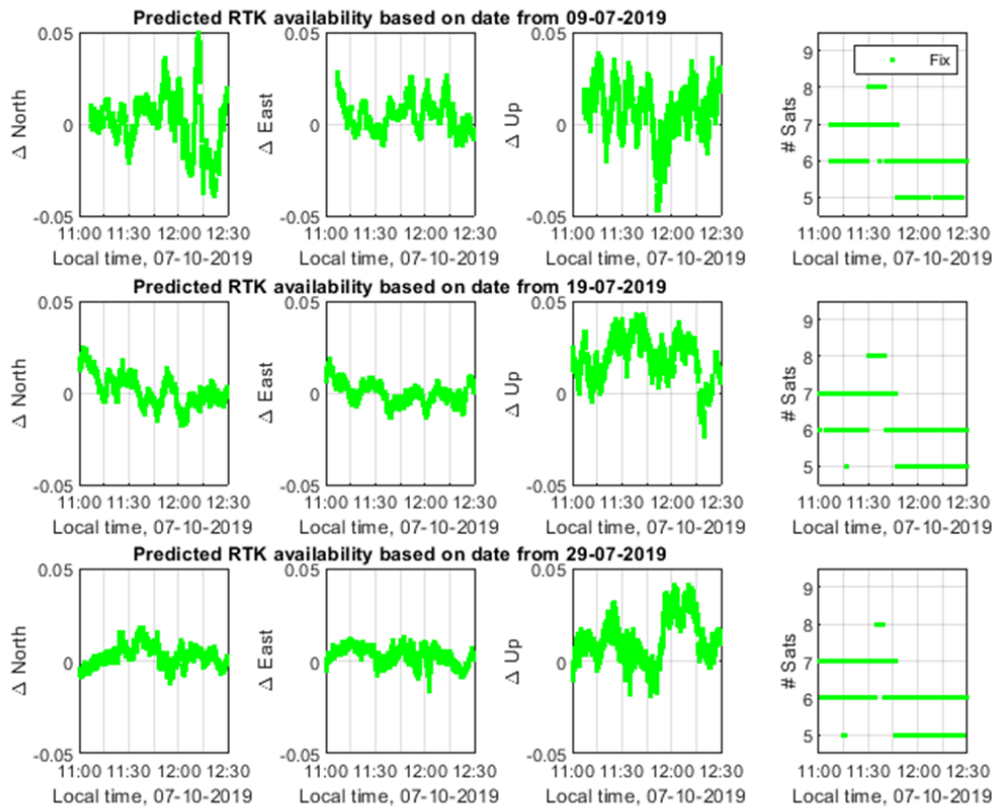 Predicted RTK availability based on date from 09-07-2019
0.05 0.05 0.05 9
Fix
8
Δ North Δ East Δ Up # Sats
0 0 0 7
6
-0.05 -0.05 -0.05 5
11:00 11:30 12:00 12:30 11:00 11:30 12:00 12:30 11:00 11:30 12:00 12:30 11:00 11:30 12:00 12:30
Local time, 07-10-2019 Local time, 07-10-2019 Local time, 07-10-2019 Local time, 07-10-2019
Predicted RTK availability based on date from 19-07-2019
0.05 0.05 0.05 9
8
Δ North Δ East Δ Up # Sats
0 0 0 7
6
-0.05 -0.05 -0.05 5
11:00 11:30 12:00 12:30 11:00 11:30 12:00 12:30 11:00 11:30 12:00 12:30 11:00 11:30 12:00 12:30
Local time, 07-10-2019 Local time, 07-10-2019 Local time, 07-10-2019 Local time, 07-10-2019
Predicted RTK availability based on date from 29-07-2019
0.05 0.05 0.05 9
8
Δ North Δ East Δ Up # Sats
0 0 0 7
6
-0.05 -0.05 -0.05 5
11:00 11:30 12:00 12:30 11:00 11:30 12:00 12:30 11:00 11:30 12:00 12:30 11:00 11:30 12:00 12:30
Local time, 07-10-2019 Local time, 07-10-2019 Local time, 07-10-2019 Local time, 07-10-2019